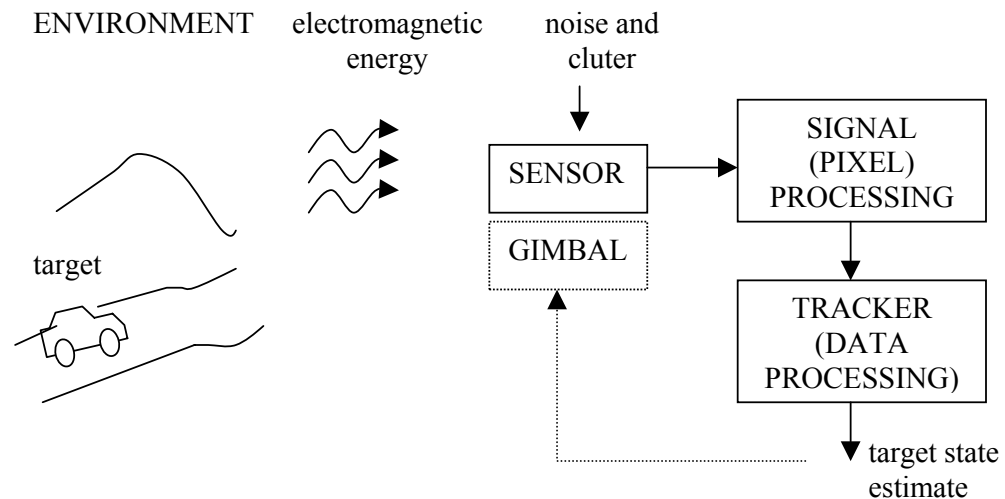 ENVIRONMENT
electromagnetic
energy
noise and
cluter
SENSOR
GIMBAL
SIGNAL
(PIXEL)
PROCESSING
target
TRACKER
(DATA
PROCESSING)
target state
estimate